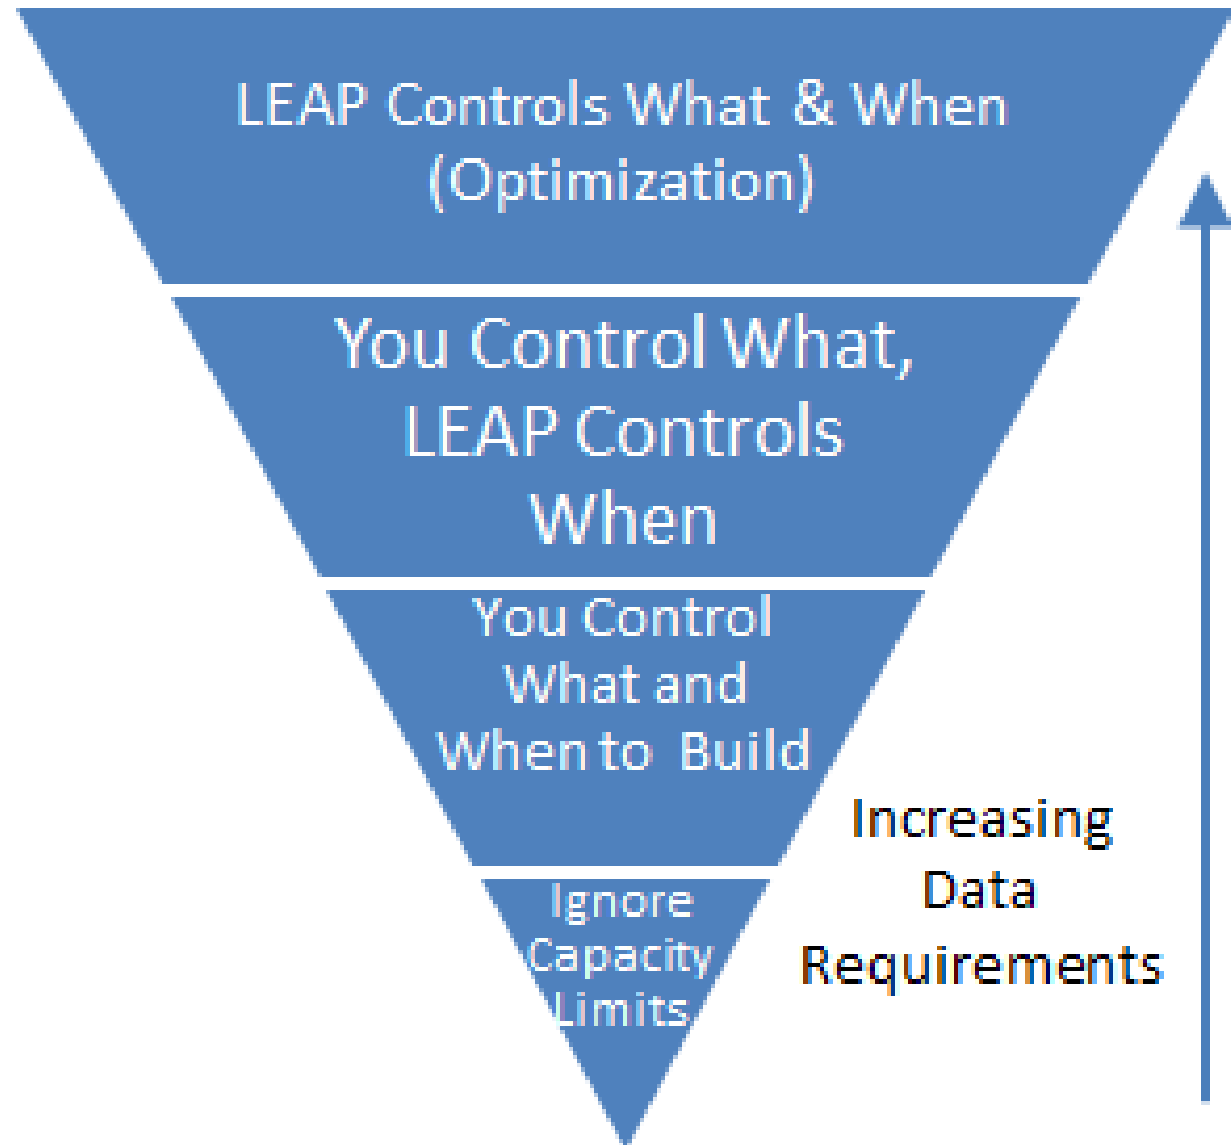 LEAP Controls What & When
(Optimization)
You Control What,
LEAP Controls
When
You Control
What and
When to Build
Ignore
Capacity
Limits
Increasing
Data
Requirements